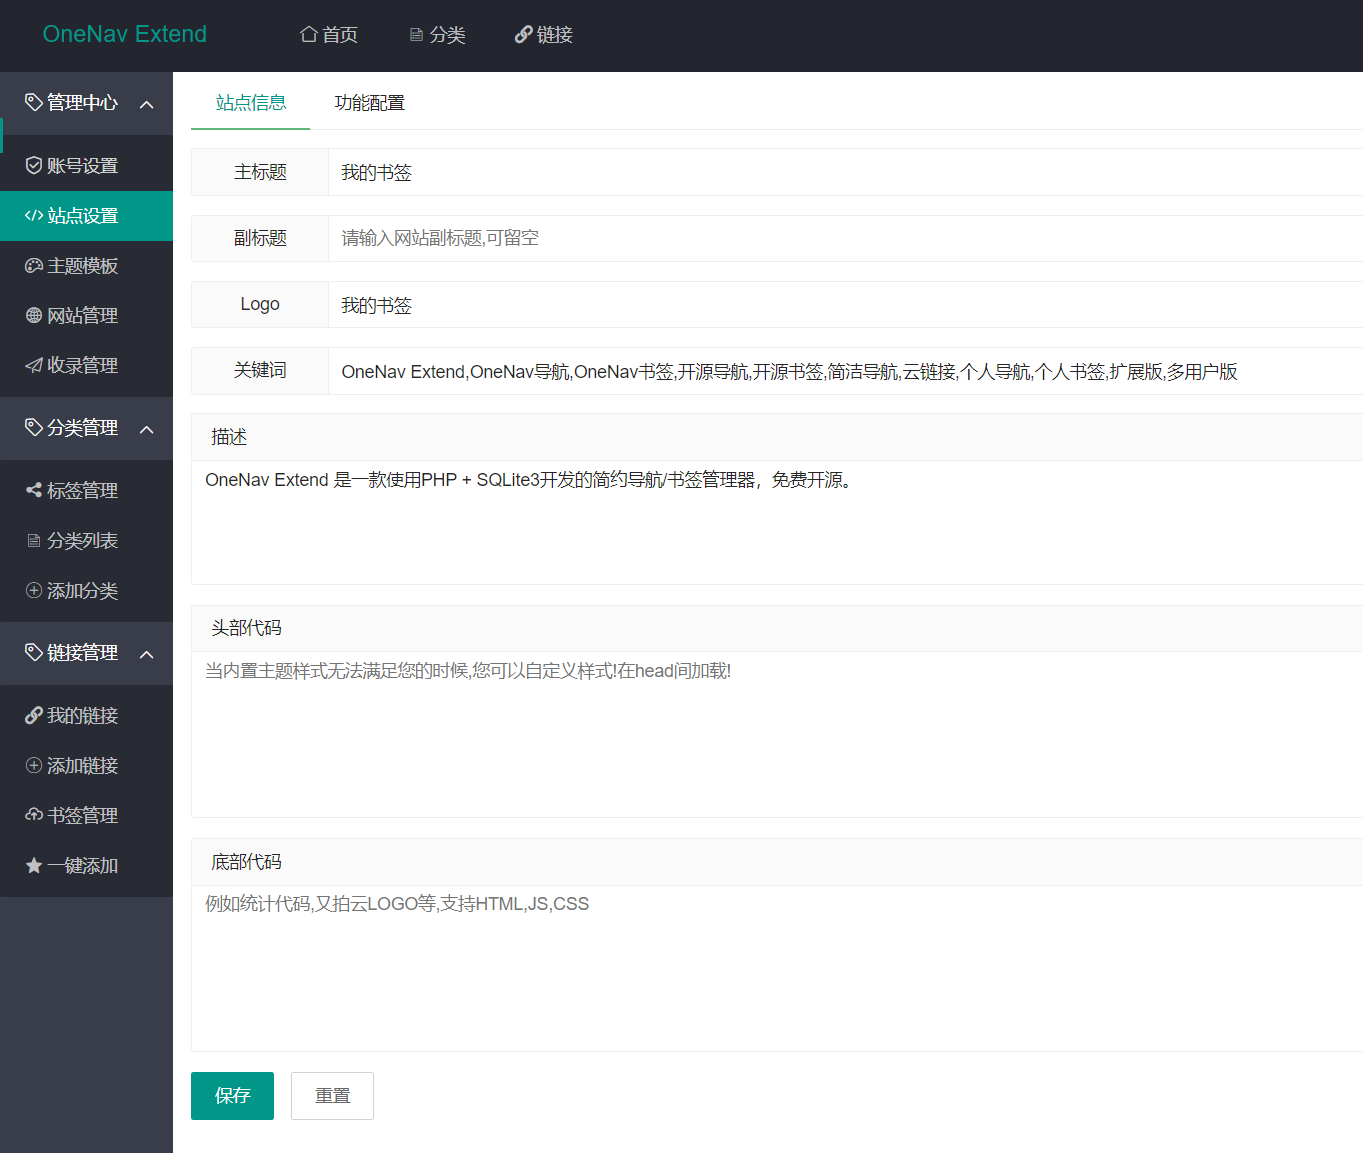 OneNav Extend
首页
分类
链接
管理中心
账号设置
站点设置
主题模板
网站管理
收录管理
分类管理
标签管理
分类列表
添加分类
链接管理
我的链接
添加链接
书签管理
一键添加
站点信息
功能配置
主标题
我的书签
副标题
请输入网站副标题,可留空
Logo
我的书签
关键词
OneNav Extend,OneNav导航,OneNav书签,开源导航,开源书签,简洁导航,云链接,个人导航,个人书签,扩展版,多用户版
描述
OneNav Extend 是一款使用PHP + SQLite3开发的简约导航/书签管理器，免费开源。
头部代码
当内置主题样式无法满足您的时候,您可以自定义样式!在head间加载!
底部代码
例如统计代码,又拍云LOGO等,支持HTML,JS,CSS
保存
重置